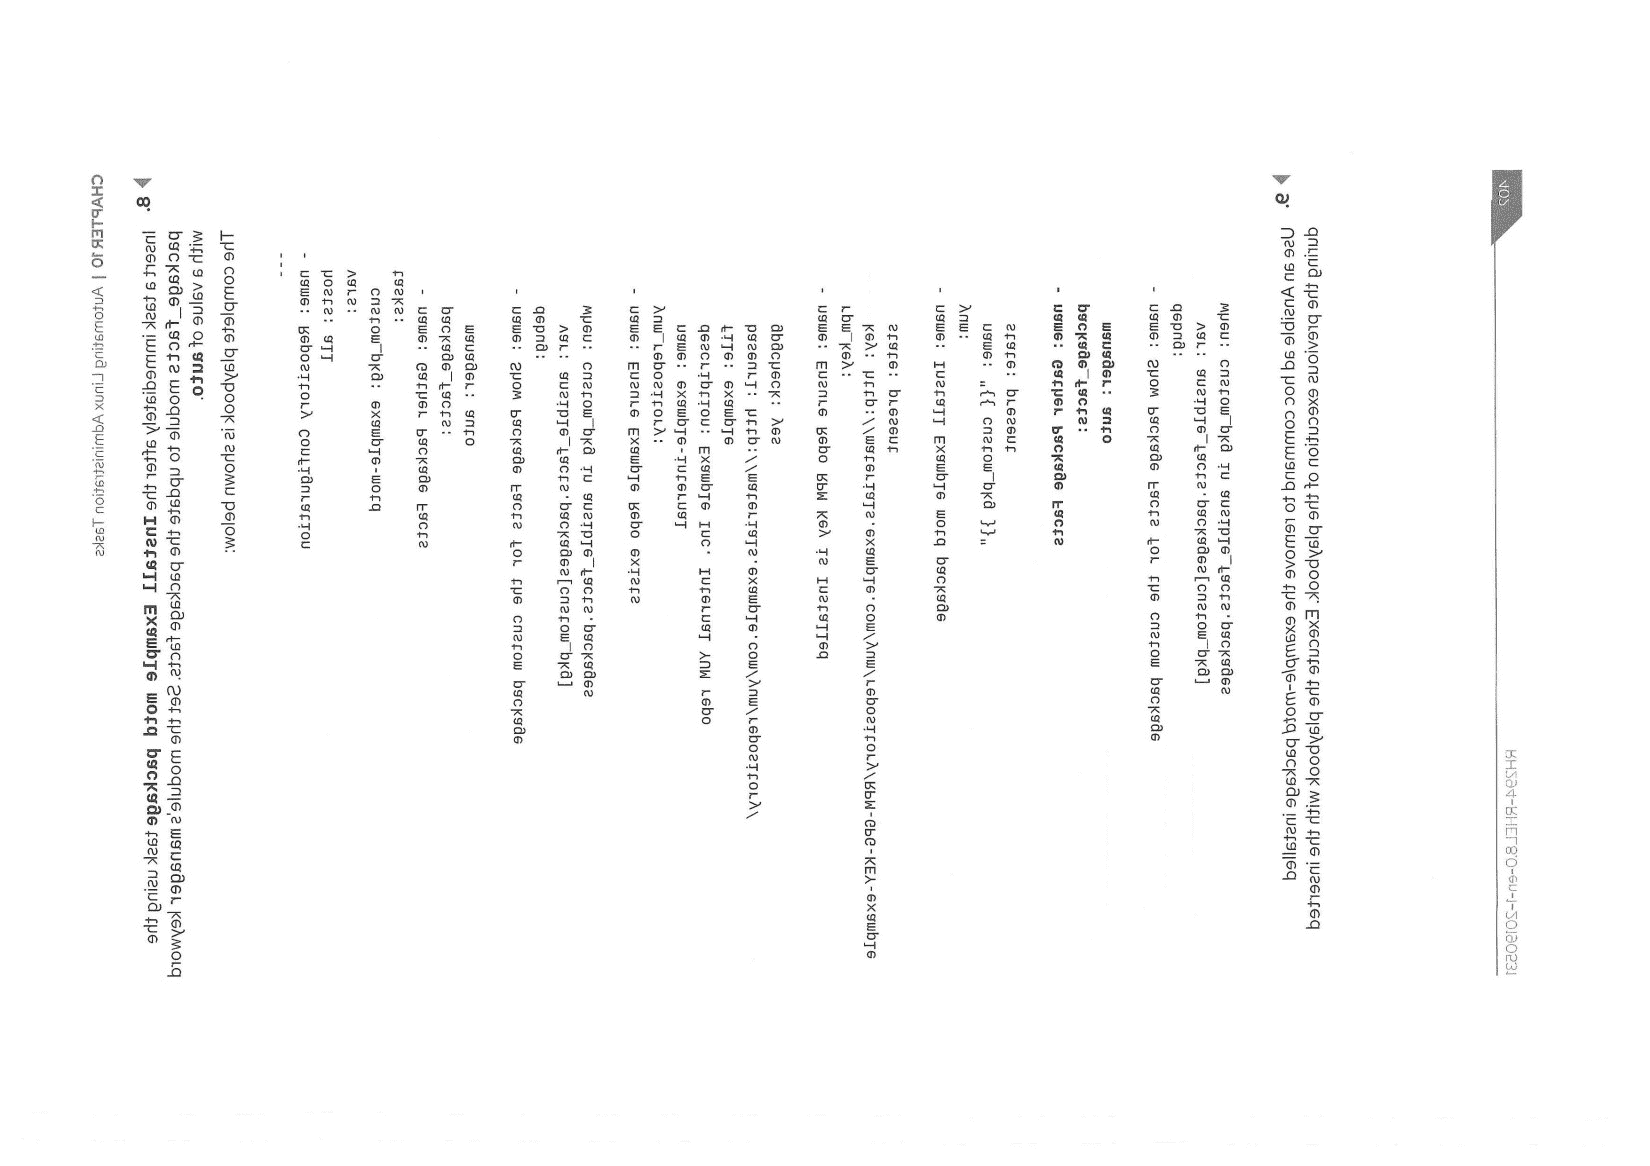 CHAPTER 10 | Automating Linux Administration Tasks
8. Insert a task immediately after the Install Example motd package task using the
package_facts module to update the package facts. Set the module's manager keyword
with a value of auto.
The complete playbook is shown below:
---
- name: Repository Configuration
hosts: all
vars:
custom_pkg: example-motd
tasks:
- name: Gather Package Facts
package_facts:
manager: auto
- name: Show Package Facts for the custom package
debug:
var: ansible_facts.packages[custom_pkg]
when: custom_pkg in ansible_facts.packages
- name: Ensure Example Repo exists
yum_repository:
name: example-internal
description: Example Inc. Internal YUM repo
file: example
baseurl: http://materials.example.com/yum/repository/
gpgcheck: yes
- name: Ensure Repo RPM Key is Installed
rpm_key:
key: http://materials.example.com/yum/repository/RPM-GPG-KEY-example
state: present
- name: Install Example motd package
yum:
name: "{{ custom_pkg }}"
state: present
- name: Gather Package Facts
package_facts:
manager: auto
- name: Show Package Facts for the custom package
debug:
var: ansible_facts.packages[custom_pkg]
when: custom_pkg in ansible_facts.packages
9. Use an Ansible ad hoc command to remove the example-motd package installed
during the previous execution of the playbook. Execute the playbook with the inserted
402
RH294-RHEL8.0-en-1-20190531